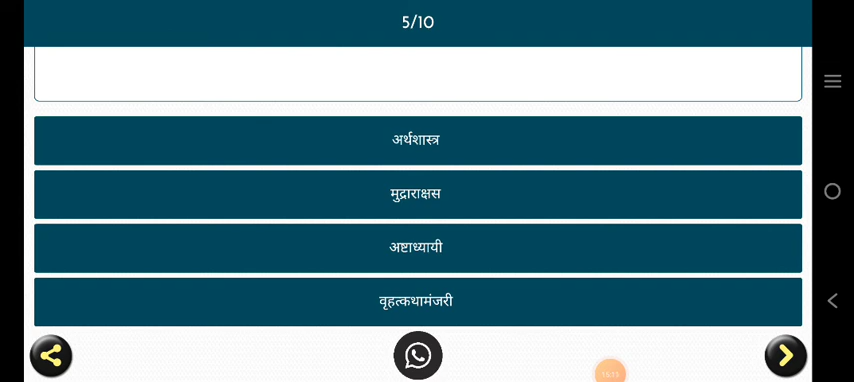 5/10
अर्थशास्त्र
मुद्राराक्षस
अष्टाध्यायी
वृहत्कथामंजरी